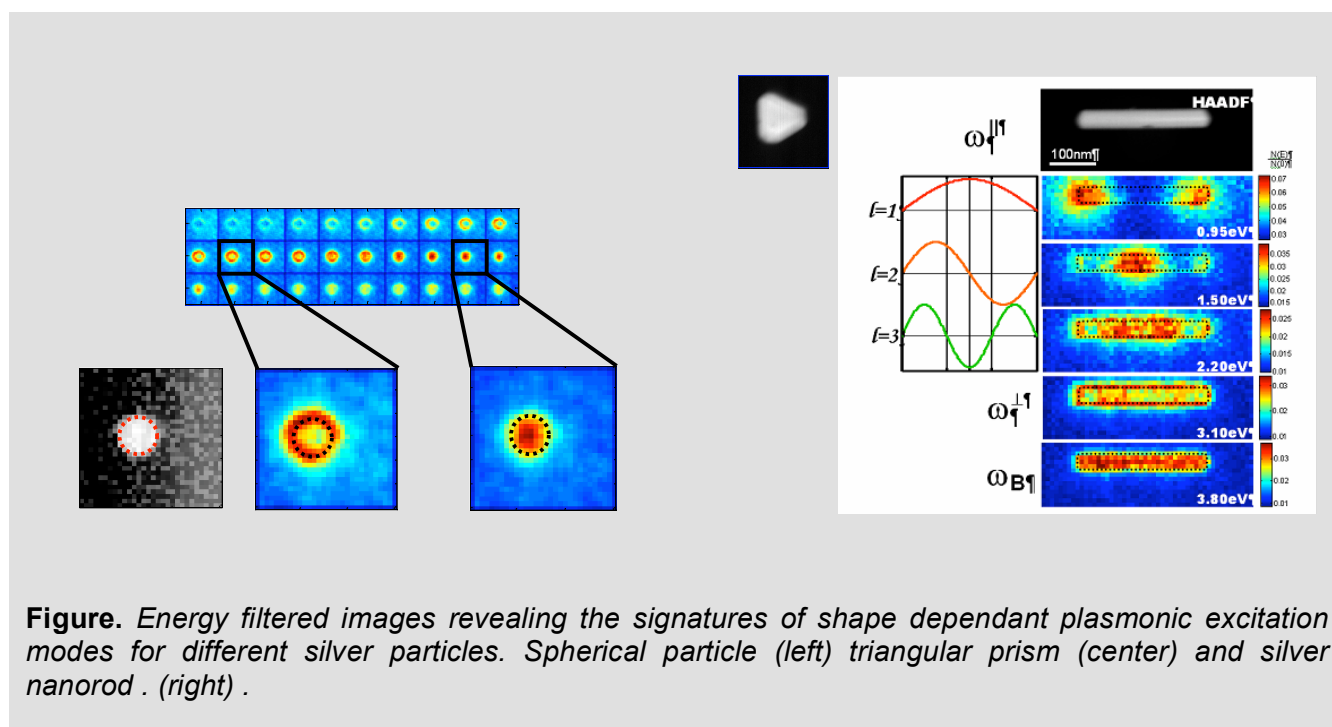 HAADF¶
ω¶||¶
100nm¶
N(E)¶
N(0)¶
0.07
0.06
0.05
0.04
0.03
ℓ=1
0.95eV¶
0.035
0.03
0.025
0.02
0.015
ℓ=2
1.50eV¶
0.025
0.02
0.015
0.01
ℓ=3
2.20eV¶
ω¶⊥¶
0.03
0.02
0.01
3.10eV¶
ωB¶
0.03
0.02
0.01
3.80eV¶
Figure. Energy filtered images revealing the signatures of shape dependant plasmonic excitation
modes for different silver particles. Spherical particle (left) triangular prism (center) and silver
nanorod . (right) .